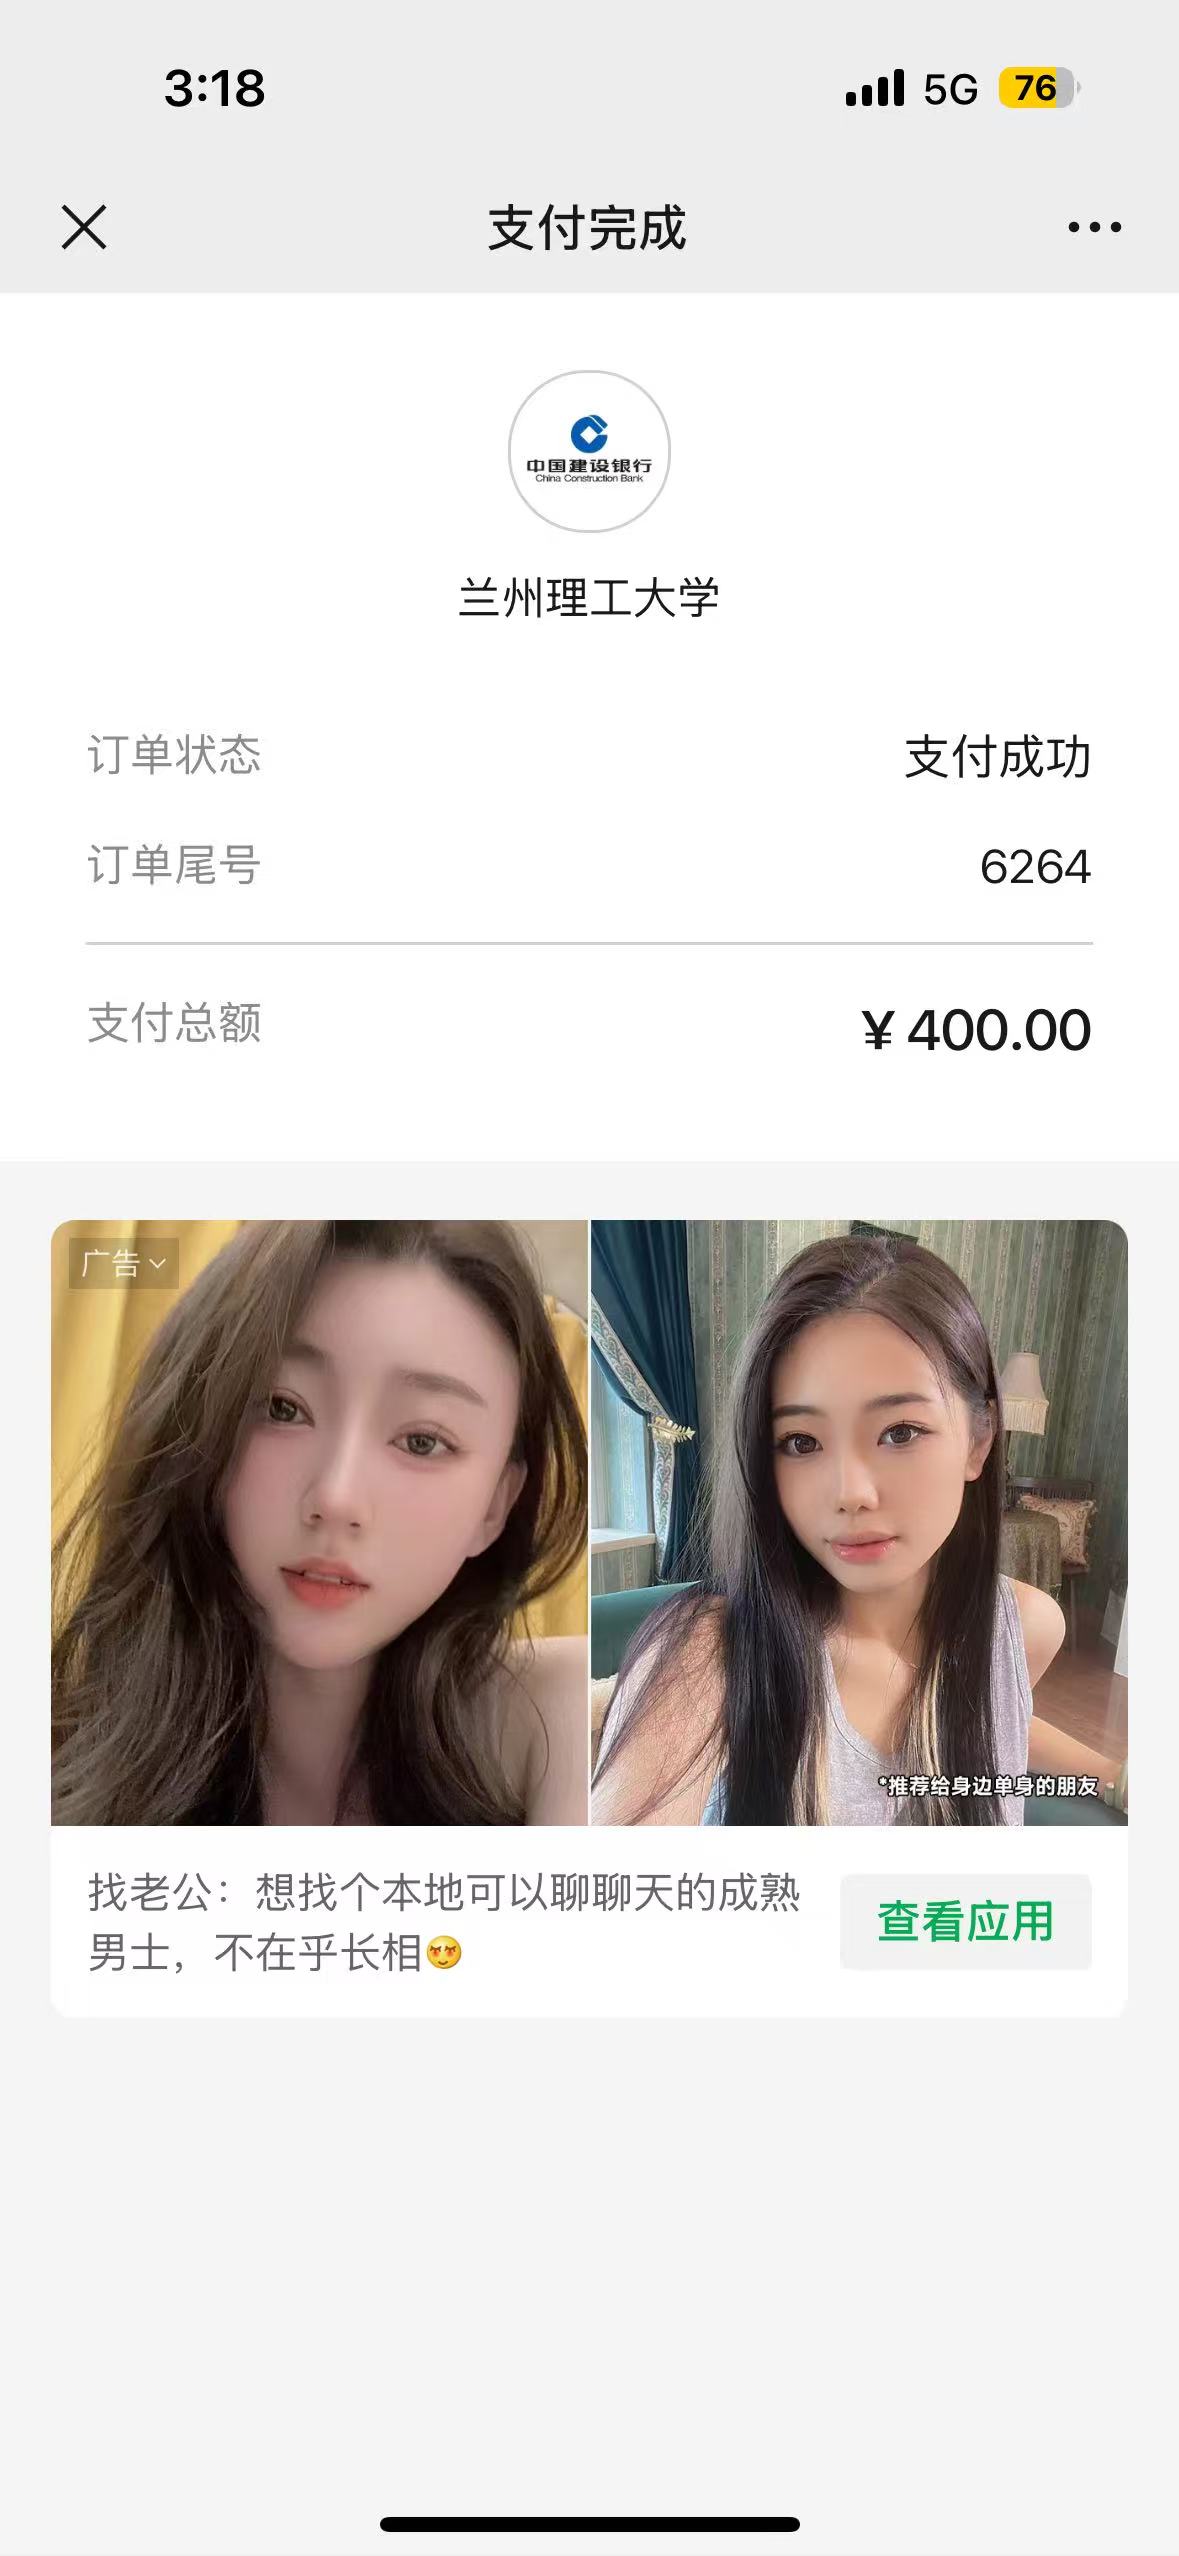 3:18
5G
76
支付完成
中国建设银行
China Construction Bank
兰州理工大学
订单状态
支付成功
订单尾号
6264
支付总额
¥400.00
广告
*推荐给身边单身的朋友
找老公：想找个本地可以聊聊天的成熟
男士，不在乎长相😍
查看应用